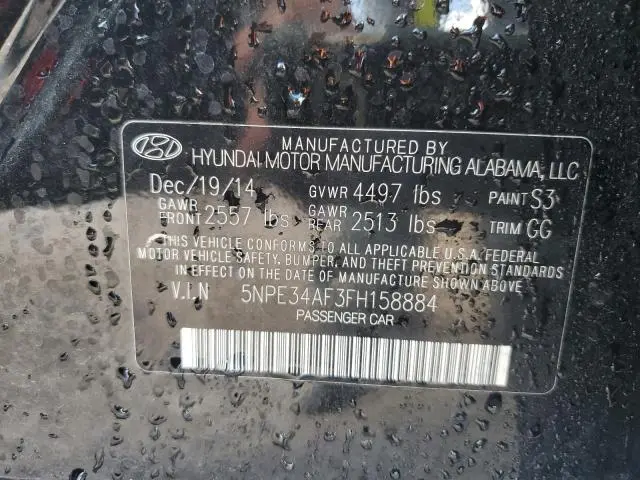 MANUFACTURED BY
HYUNDAI MOTOR MANUFACTURING ALABAMA, LLC
Dec/19/14 GVWR 4497 lbs PAINT S3
GAWR FRONT 2557 lbs GAWR REAR 2513 lbs TRIM GG
THIS VEHICLE CONFORMS TO ALL APPLICABLE U.S.A. FEDERAL
MOTOR VEHICLE SAFETY, BUMPER, AND THEFT PREVENTION STANDARDS
IN EFFECT ON THE DATE OF MANUFACTURE SHOWN ABOVE
V.I.N 5NPE34AF3FH158884
PASSENGER CAR